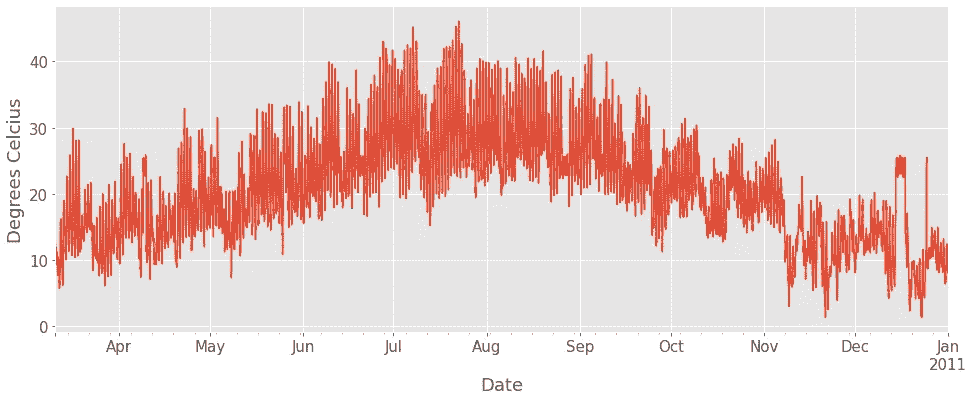 Degrees Celcius
40
30
20
10
0
Apr
May
Jun
Jul
Aug
Sep
Oct
Nov
Dec
Jan
2011
Date